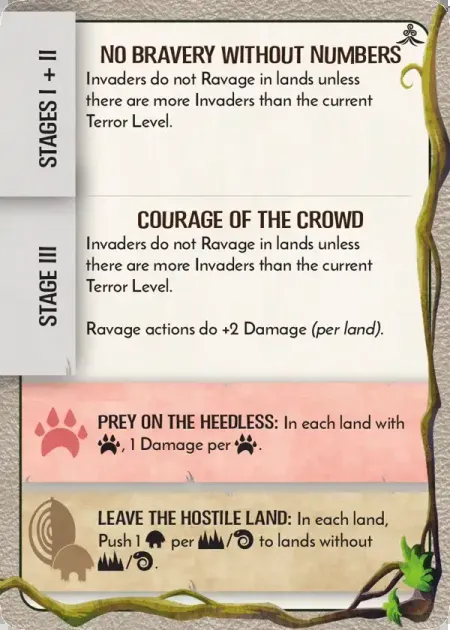 STAGES I + II
NO BRAVERY WITHOUT NUMBERS
Invaders do not Ravage in lands unless
there are more Invaders than the current
Terror Level.
STAGE III
COURAGE OF THE CROWD
Invaders do not Ravage in lands unless
there are more Invaders than the current
Terror Level.
Ravage actions do +2 Damage (per land).
PREY ON THE HEEDLESS: In each land with
, 1 Damage per .
LEAVE THE HOSTILE LAND: In each land,
Push 1 per / to lands without
/ .